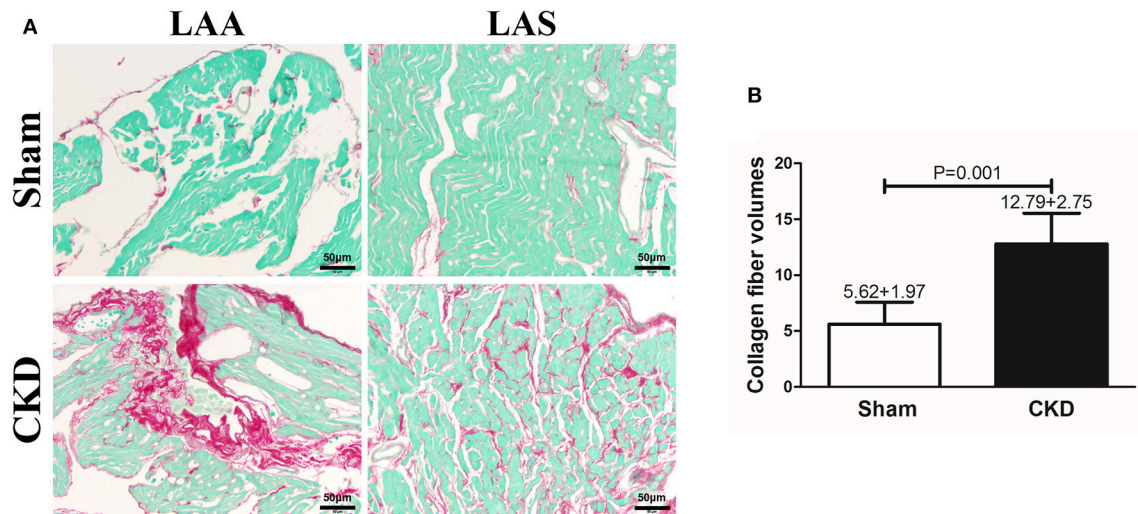 A
LAA
LAS
Sham
50μm
50μm
CKD
50μm
50μm
B
Collagen fiber volumes
20
15
10
5
0
P=0.001
12.79+2.75
5.62+1.97
Sham
CKD